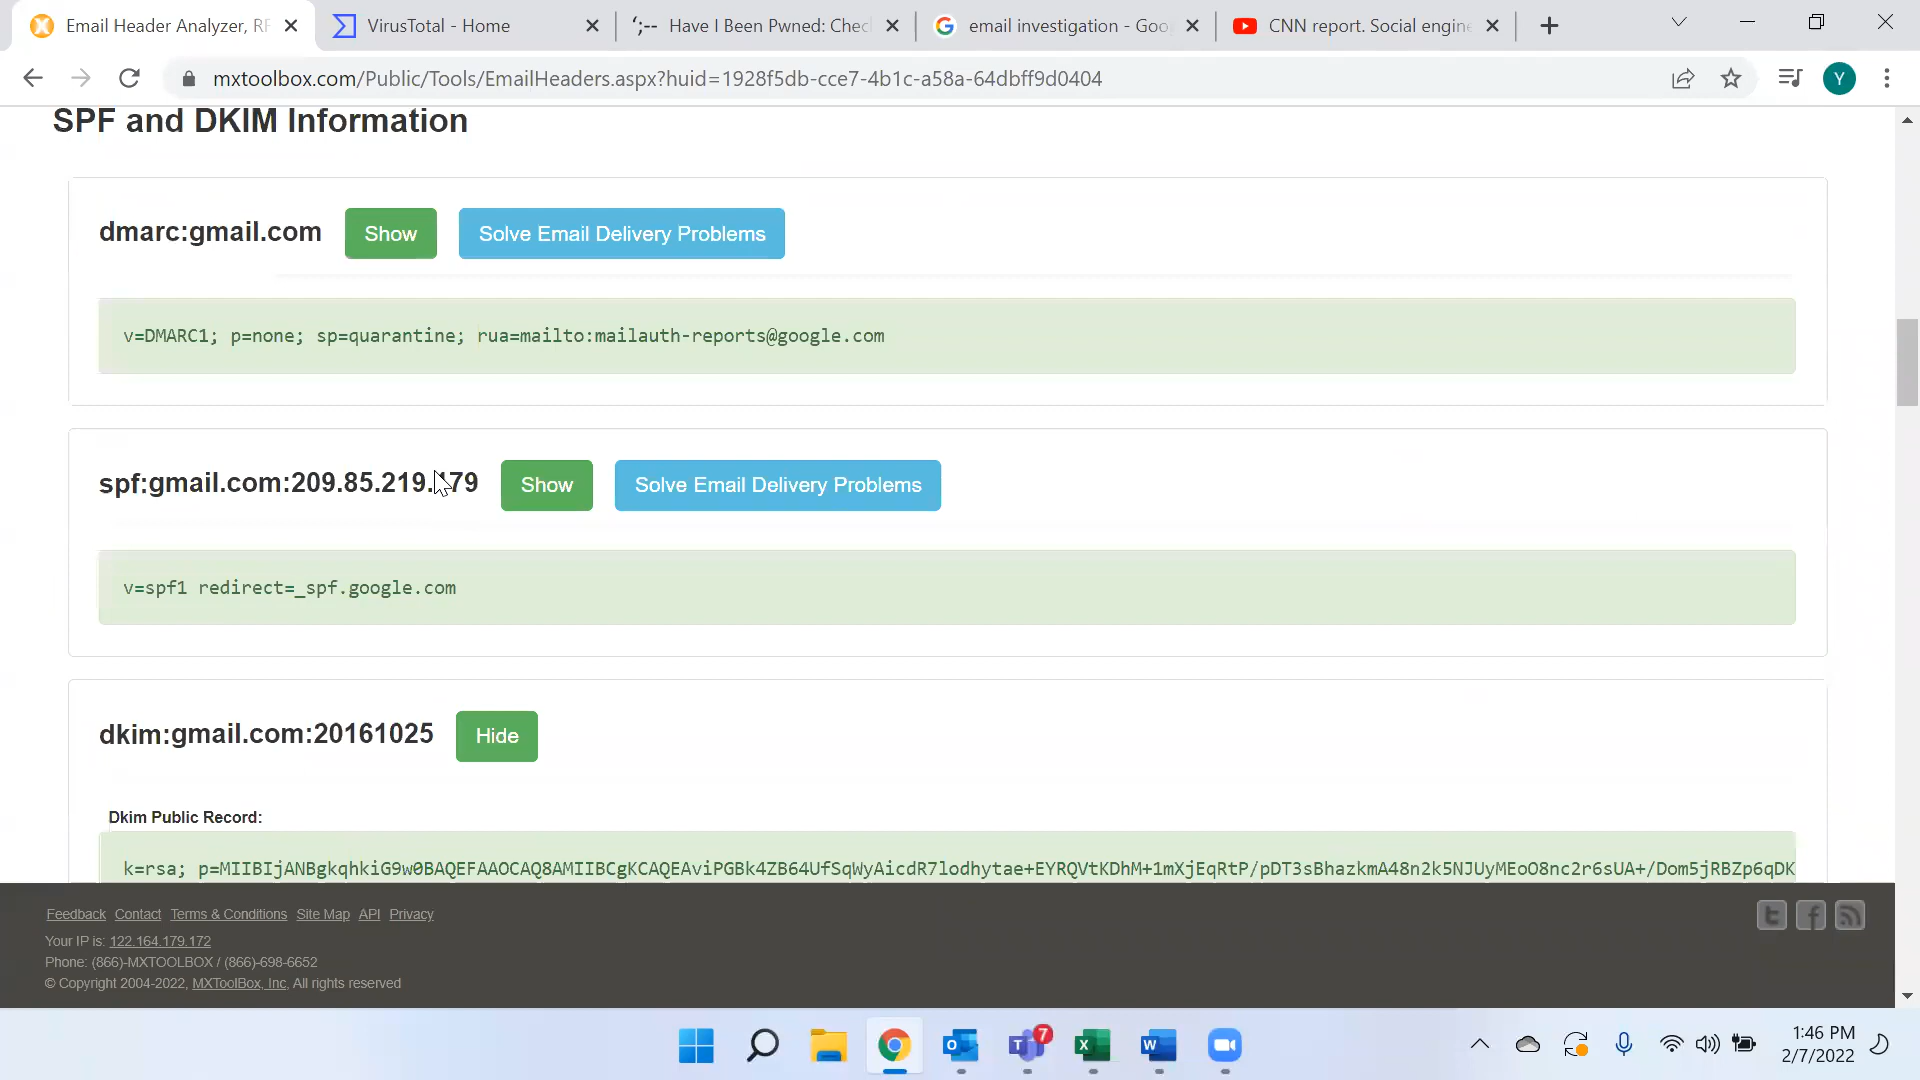 Email Header Analyzer, RF
VirusTotal - Home
';-- Have I Been Pwned: Chec
email investigation - Goo
CNN report. Social engine
mxtoolbox.com/Public/Tools/EmailHeaders.aspx?huid=1928f5db-cce7-4b1c-a58a-64dbff9d0404
Y
SPF and DKIM Information
dmarc:gmail.com Show Solve Email Delivery Problems
v=DMARC1; p=none; sp=quarantine; rua=mailto:mailauth-reports@google.com
spf:gmail.com:209.85.219.179 Show Solve Email Delivery Problems
v=spf1 redirect=_spf.google.com
dkim:gmail.com:20161025 Hide
Dkim Public Record:
k=rsa; p=MIIBIjANBgkqhkiG9w0BAQEFAAOCAQ8AMIIBCgKCAQEAviPGBk4ZB64UfSqWyAicdR7lodhytae+EYRQVtKDhM+1mXjEqRtP/pDT3sBhazkmA48n2k5NJUyMEoO8nc2r6sUA+/Dom5jRBZp6qDK
Feedback Contact Terms & Conditions Site Map API Privacy
Your IP is: 122.164.179.172
Phone: (866)-MXTOOLBOX / (866)-698-6652
© Copyright 2004-2022, MXToolBox, Inc, All rights reserved
7
1:46 PM
2/7/2022